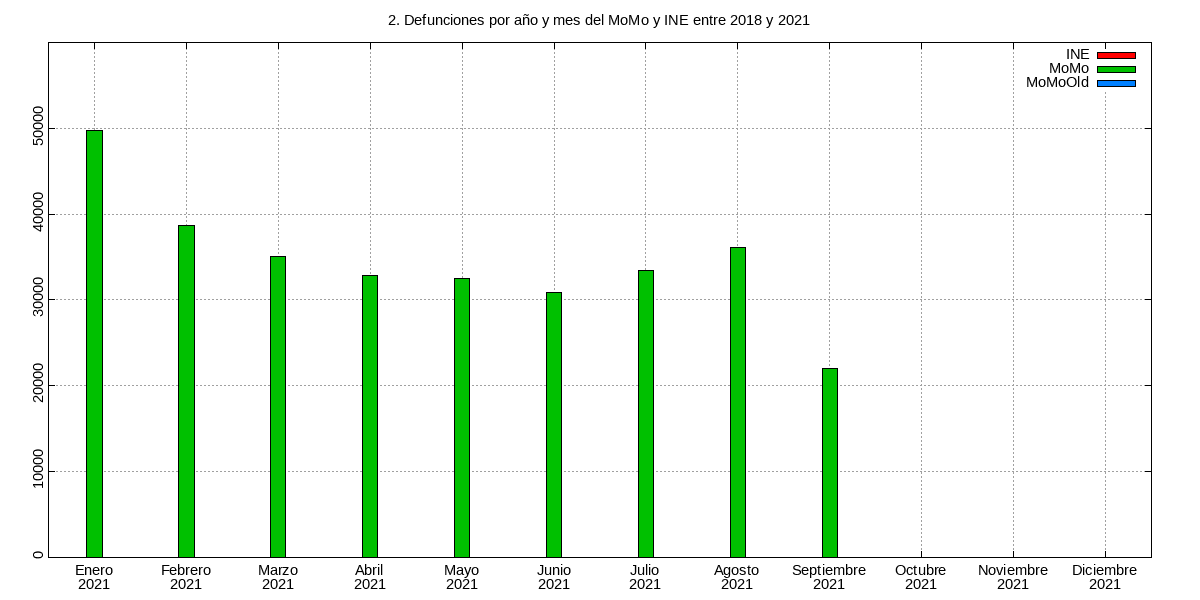 2. Defunciones por año y mes del MoMo y INE entre 2018 y 2021
INE
MoMo
MoMoOld
50000
40000
30000
20000
10000
0
Enero Febrero Marzo Abril Mayo Junio Julio Agosto Septiembre Octubre Noviembre Diciembre
2021 2021 2021 2021 2021 2021 2021 2021 2021 2021 2021 2021